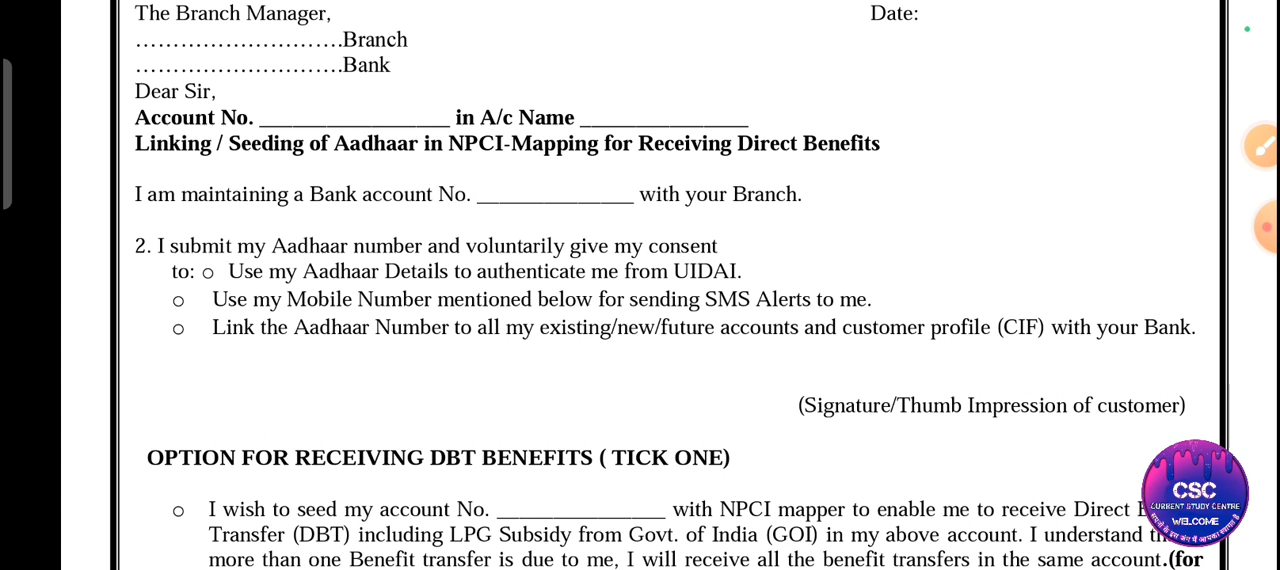 The Branch Manager, Date:
……………………….Branch
……………………….Bank
Dear Sir,
Account No. _________________ in A/c Name _______________
Linking / Seeding of Aadhaar in NPCI-Mapping for Receiving Direct Benefits
I am maintaining a Bank account No. ______________ with your Branch.
2. I submit my Aadhaar number and voluntarily give my consent
to: o Use my Aadhaar Details to authenticate me from UIDAI.
o Use my Mobile Number mentioned below for sending SMS Alerts to me.
o Link the Aadhaar Number to all my existing/new/future accounts and customer profile (CIF) with your Bank.
(Signature/Thumb Impression of customer)
OPTION FOR RECEIVING DBT BENEFITS ( TICK ONE)
o I wish to seed my account No. _______________ with NPCI mapper to enable me to receive Direct
Transfer (DBT) including LPG Subsidy from Govt. of India (GOI) in my above account. I understand
more than one Benefit transfer is due to me, I will receive all the benefit transfers in the same account.(for
CSC
CURRENT STUDY CENTRE
WELCOME